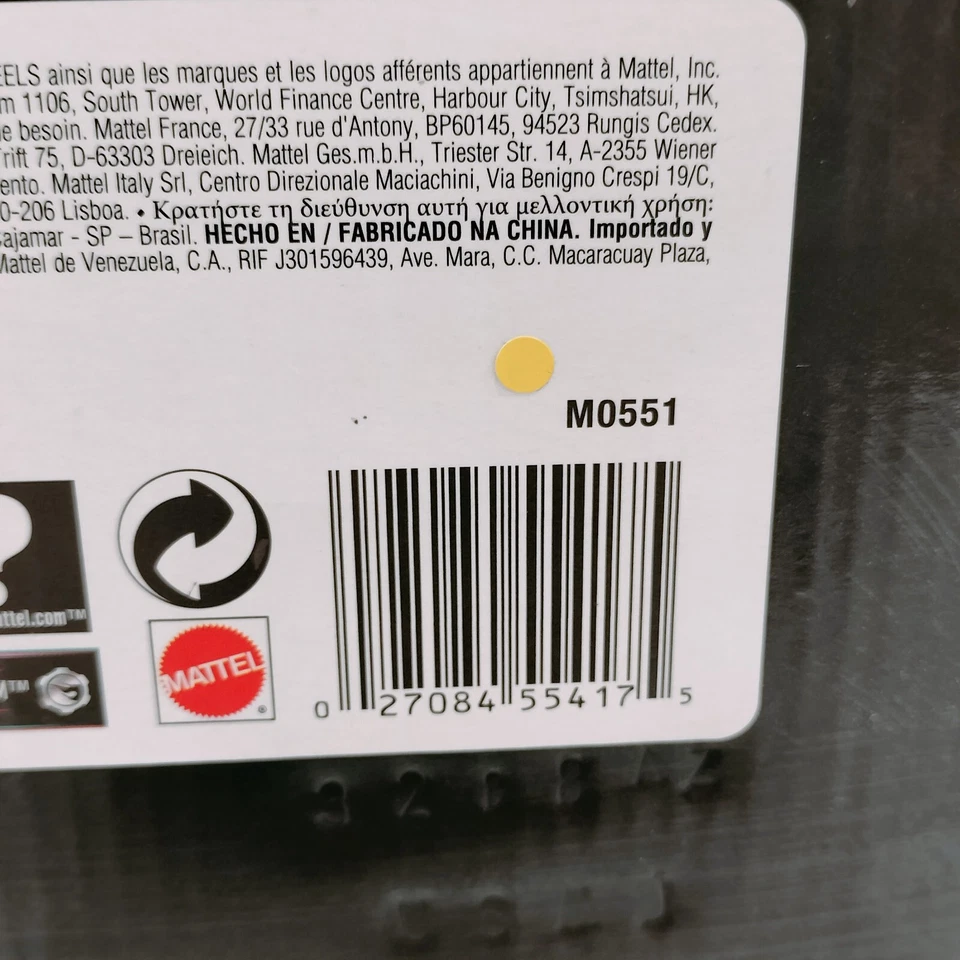 ELS ainsi que les marques et les logos afférents appartiennent à Mattel, Inc.
m 1106, South Tower, World Finance Centre, Harbour City, Tsimshatsui, HK,
e besoin. Mattel France, 27/33 rue d'Antony, BP60145, 94523 Rungis Cedex.
rift 75, D-63303 Dreieich. Mattel Ges.m.b.H., Triester Str. 14, A-2355 Wiener
ento. Mattel Italy Srl, Centro Direzionale Maciachini, Via Benigno Crespi 19/C,
0-206 Lisboa. • Κρατήστε τη διεύθυνση αυτή για μελλοντική χρήση:
ajamar - SP – Brasil. HECHO EN / FABRICADO NA CHINA. Importado y
Mattel de Venezuela, C.A., RIF J301596439, Ave. Mara, C.C. Macaracuay Plaza,
M0551
?
ttel.com™
™
MATTEL
®
0 27084 55417 5